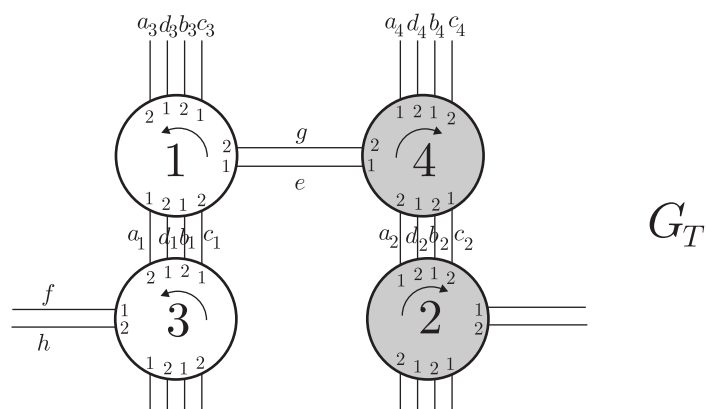 a3 d3 b3 c3 a4 d4 b4 c4
2 1 2 1 1 2 1 2
g
2 1 2 1
1 4
e
1 2 1 2 2 1 2 1
a1 d1 b1 c1 a2 d2 b2 c2
GT
2 1 2 1 1 2 1 2
f
1 2 3 2 1 2
h
1 2 1 2 2 1 2 1